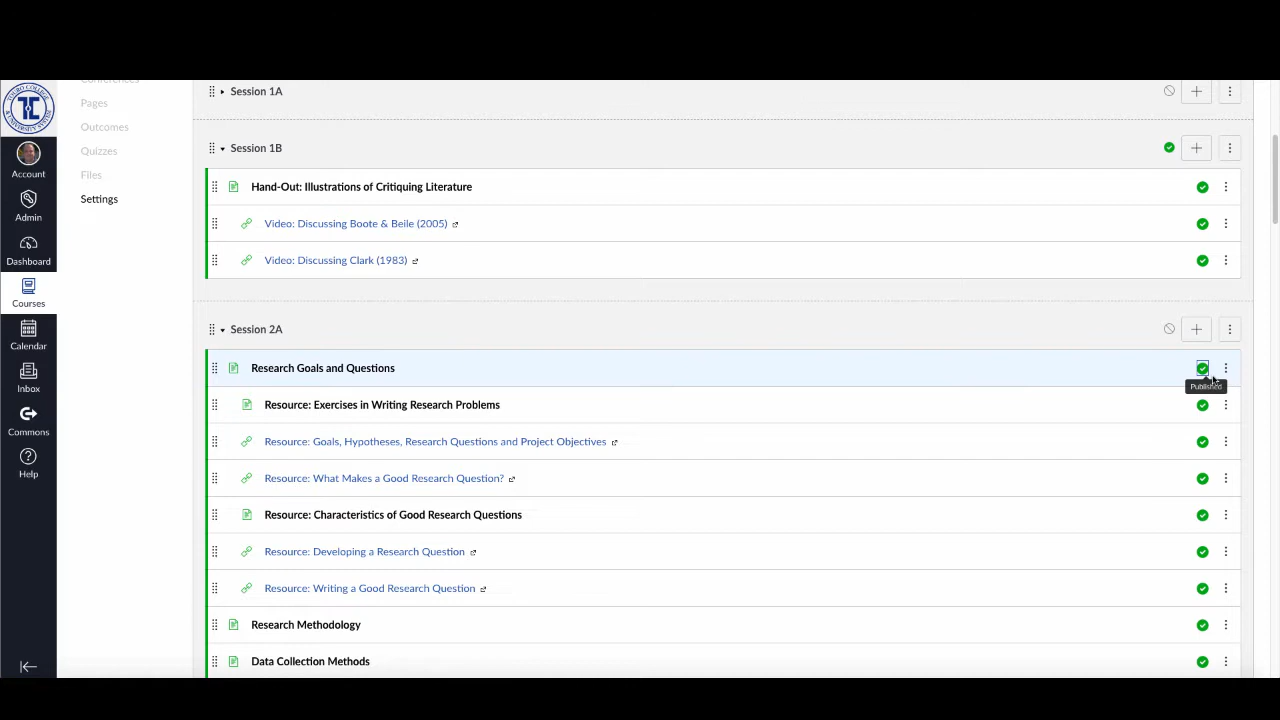 Conferences
Pages
Outcomes
Quizzes
Files
Settings
Account
Admin
Dashboard
Courses
Calendar
Inbox
Commons
Help
Session 1A
Session 1B
Hand-Out: Illustrations of Critiquing Literature
Video: Discussing Boote & Beile (2005)
Video: Discussing Clark (1983)
Session 2A
Research Goals and Questions
Published
Resource: Exercises in Writing Research Problems
Resource: Goals, Hypotheses, Research Questions and Project Objectives
Resource: What Makes a Good Research Question?
Resource: Characteristics of Good Research Questions
Resource: Developing a Research Question
Resource: Writing a Good Research Question
Research Methodology
Data Collection Methods